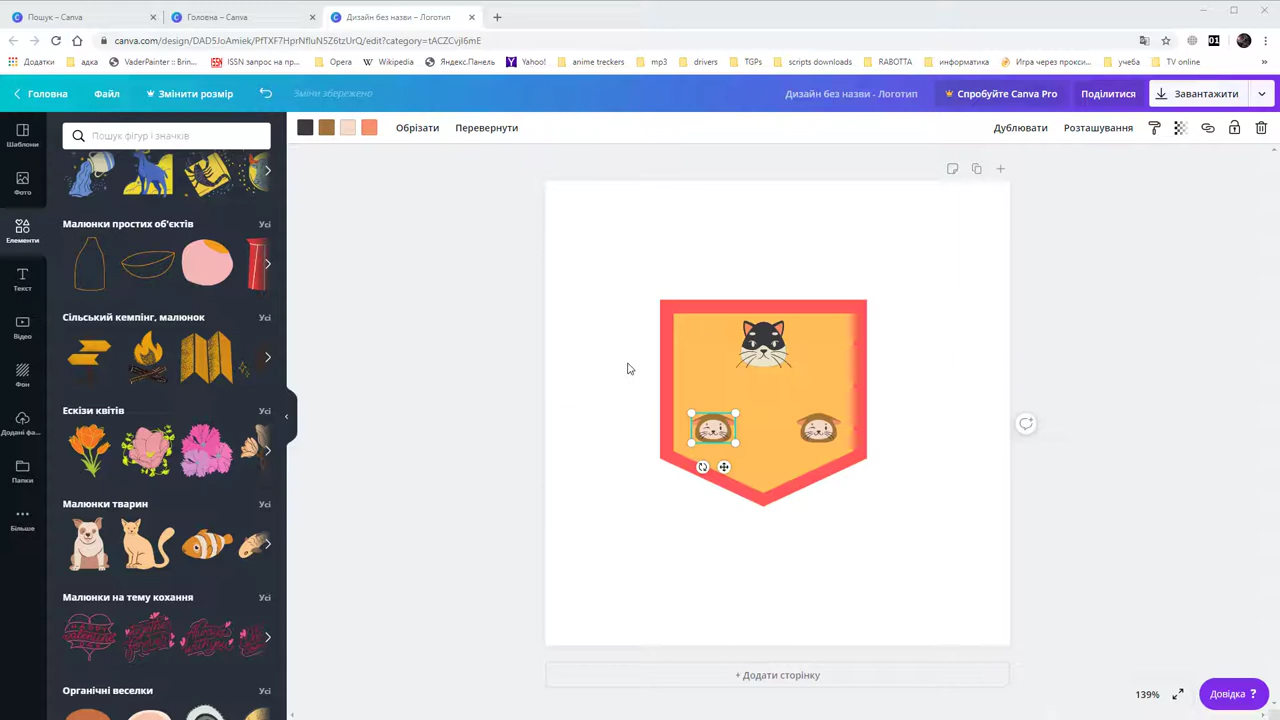 Пошук – Canva
Головна – Canva
Дизайн без назви – Логотип
canva.com/design/DAD5JoAmiek/PfTXF7HprNfluN5Z6tzUrQ/edit?category=tACZCvjI6mE
01
Додатки
адка
VaderPainter :: Brin...
ISSN запрос на пр...
Opera
Wikipedia
Яндекс.Панель
Yahoo!
anime treckers
mp3
drivers
TGPs
scripts downloads
RABOTTA
информатика
Игра через прокси...
учеба
TV online
Головна
Файл
Змінити розмір
Зміни збережено
Дизайн без назви - Логотип
Спробуйте Canva Pro
Поділитися
Завантажити
Обрізати
Перевернути
Дублювати
Розташування
Шаблони
Фото
Елементи
Текст
Відео
Фон
Додані фа...
Папки
Більше
Пошук фігур і значків
Малюнки простих об'єктів
Усі
Сільський кемпінг, малюнок
Усі
Ескізи квітів
Усі
Малюнки тварин
Усі
Малюнки на тему кохання
Усі
Органічні веселки
Усі
+ Додати сторінку
139%
Довідка ?